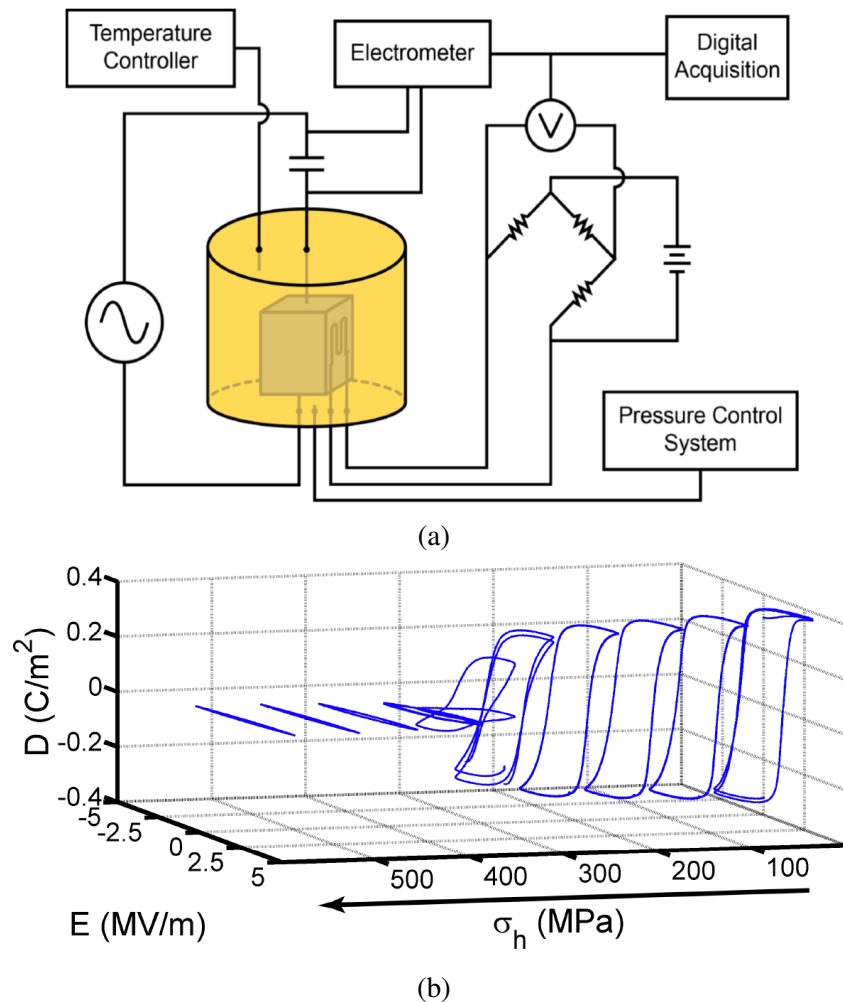 Temperature
Controller
Electrometer
Digital
Acquisition
V
Pressure Control
System
(a)
0.4
0.2
0
-0.2
-0.4
D (C/m²)
-5
-2.5
0
2.5
5
E (MV/m)
500
400
300
200
100
σh (MPa)
(b)